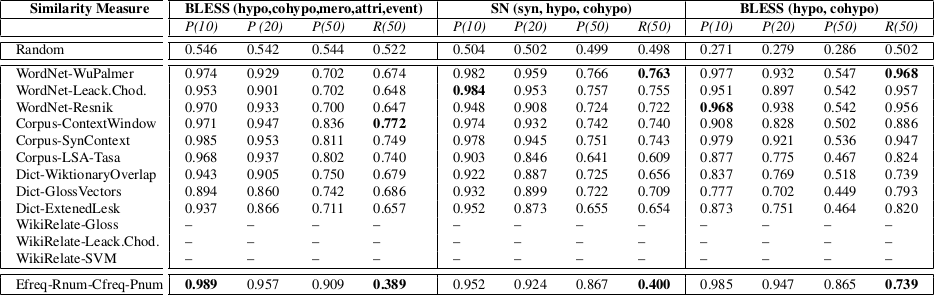 Similarity Measure BLESS (hypo,cohypo,mero,attri,event) SN (syn, hypo, cohypo) BLESS (hypo, cohypo)
P(10) P (20) P(50) R(50) P(10) P(20) P(50) R(50) P(10) P(20) P(50) R(50)
Random 0.546 0.542 0.544 0.522 0.504 0.502 0.499 0.498 0.271 0.279 0.286 0.502
WordNet-WuPalmer 0.974 0.929 0.702 0.674 0.982 0.959 0.766 0.763 0.977 0.932 0.547 0.968
WordNet-Leack.Chod. 0.953 0.901 0.702 0.648 0.984 0.953 0.757 0.755 0.951 0.897 0.542 0.957
WordNet-Resnik 0.970 0.933 0.700 0.647 0.948 0.908 0.724 0.722 0.968 0.938 0.542 0.956
Corpus-ContextWindow 0.971 0.947 0.836 0.772 0.974 0.932 0.742 0.740 0.908 0.828 0.502 0.886
Corpus-SynContext 0.985 0.953 0.811 0.749 0.978 0.945 0.751 0.743 0.979 0.921 0.536 0.947
Corpus-LSA-Tasa 0.968 0.937 0.802 0.740 0.903 0.846 0.641 0.609 0.877 0.775 0.467 0.824
Dict-WiktionaryOverlap 0.943 0.905 0.750 0.679 0.922 0.887 0.725 0.656 0.837 0.769 0.518 0.739
Dict-GlossVectors 0.894 0.860 0.742 0.686 0.932 0.899 0.722 0.709 0.777 0.702 0.449 0.793
Dict-ExtenedLesk 0.937 0.866 0.711 0.657 0.952 0.873 0.655 0.654 0.873 0.751 0.464 0.820
WikiRelate-Gloss – – – – – – – – – – – –
WikiRelate-Leack.Chod. – – – – – – – – – – – –
WikiRelate-SVM – – – – – – – – – – – –
Efreq-Rnum-Cfreq-Pnum 0.989 0.957 0.909 0.389 0.952 0.924 0.867 0.400 0.985 0.947 0.865 0.739